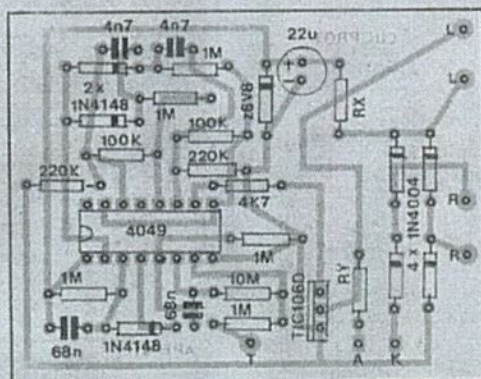 4n7 4n7
22u
L
1M
2x
1N4148
1M
z6V8
+
-
RX
L
100K
100K
220K
220K
4K7
4 x 1N4004
R
4049
1M
R
1M
10M
68n
TIC106D
RY
1M
68n
1N4148
T
A
K